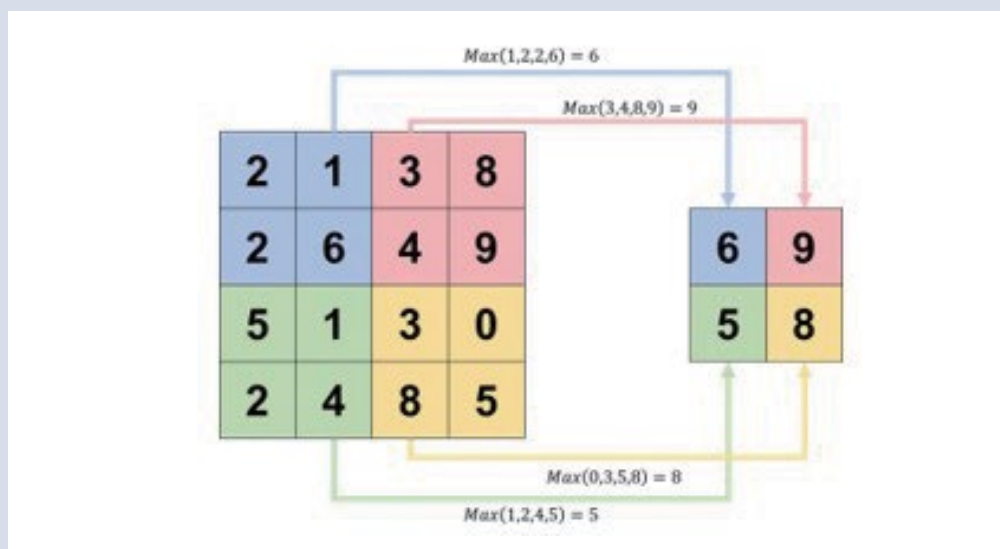 Max(1,2,2,6) = 6
Max(3,4,8,9) = 9
2 1 3 8
2 6 4 9
5 1 3 0
2 4 8 5
6 9
5 8
Max(0,3,5,8) = 8
Max(1,2,4,5) = 5